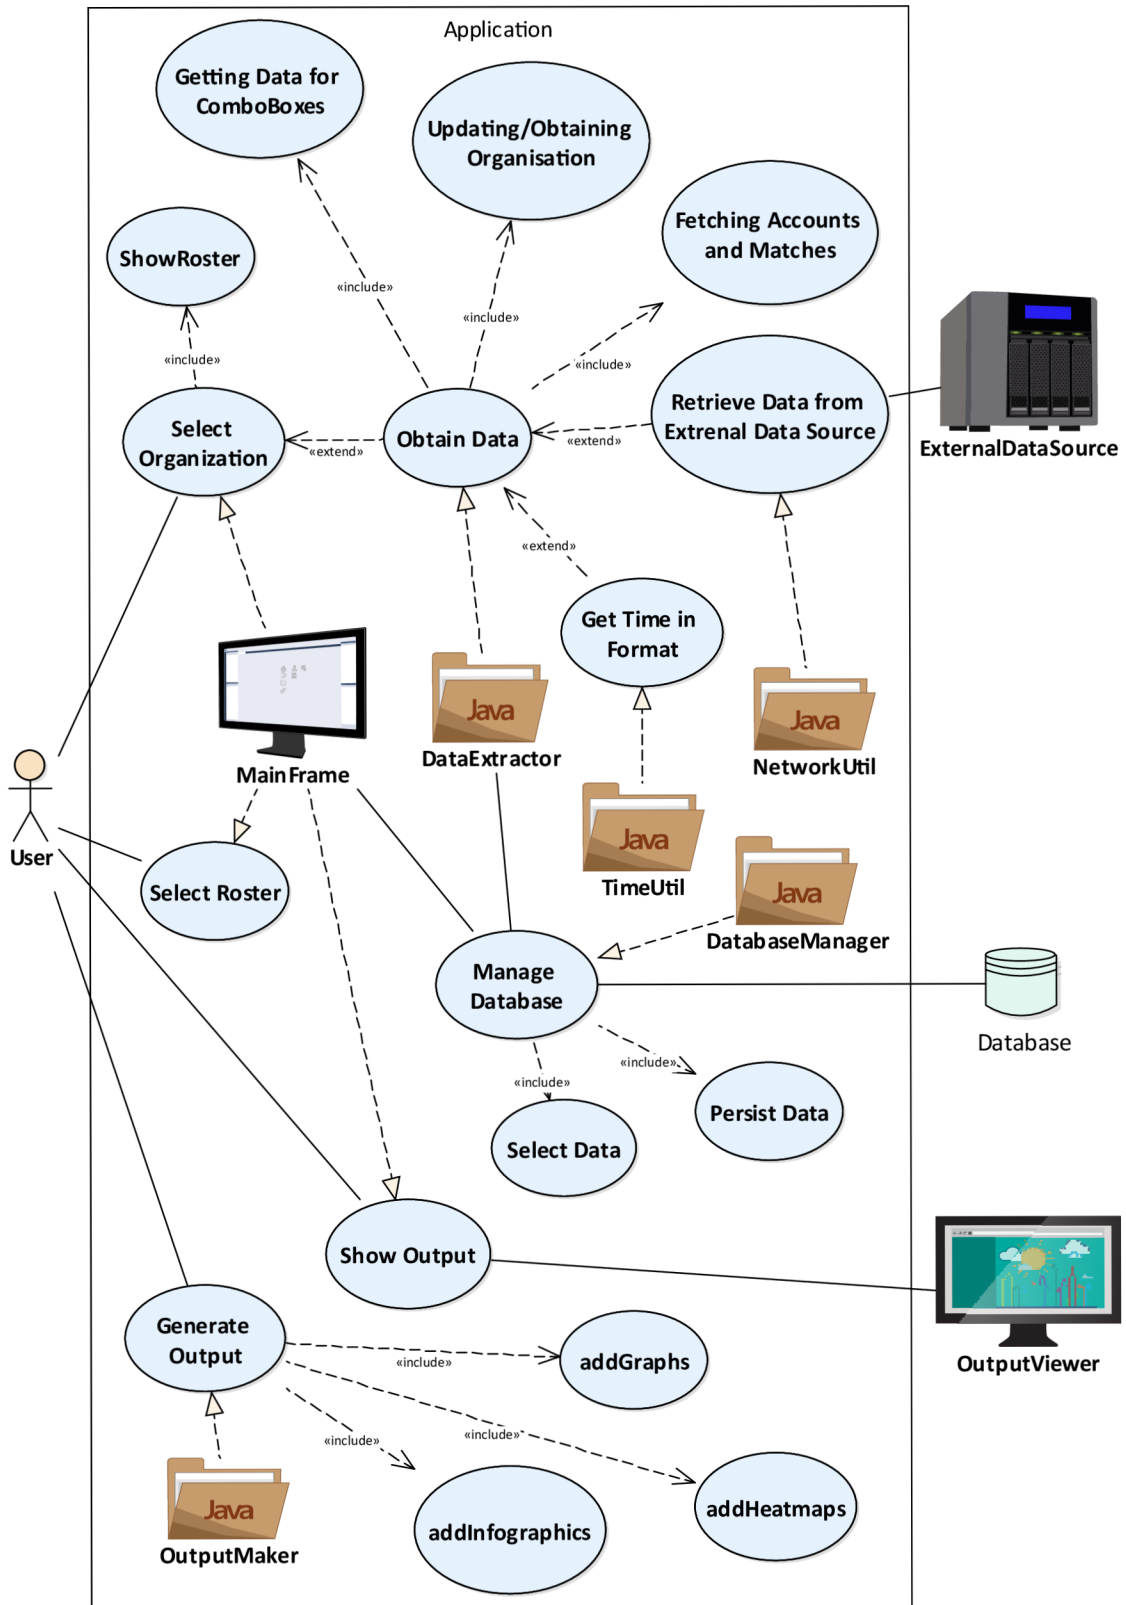 Application
Getting Data for
ComboBoxes
Updating/Obtaining
Organisation
Fetching Accounts
and Matches
ShowRoster
«include»
«include»
«include»
«include»
Select
Organization
«extend»
Obtain Data
«extend»
Retrieve Data from
Extrenal Data Source
ExternalDataSource
«extend»
Get Time in
Format
Java
DataExtractor
Java
NetworkUtil
MainFrame
Java
TimeUtil
User
Select Roster
Java
DatabaseManager
Manage
Database
Database
«include»
«include»
Select Data
Persist Data
Show Output
OutputViewer
Generate
Output
«include»
addGraphs
«include»
«include»
Java
OutputMaker
addInfographics
addHeatmaps